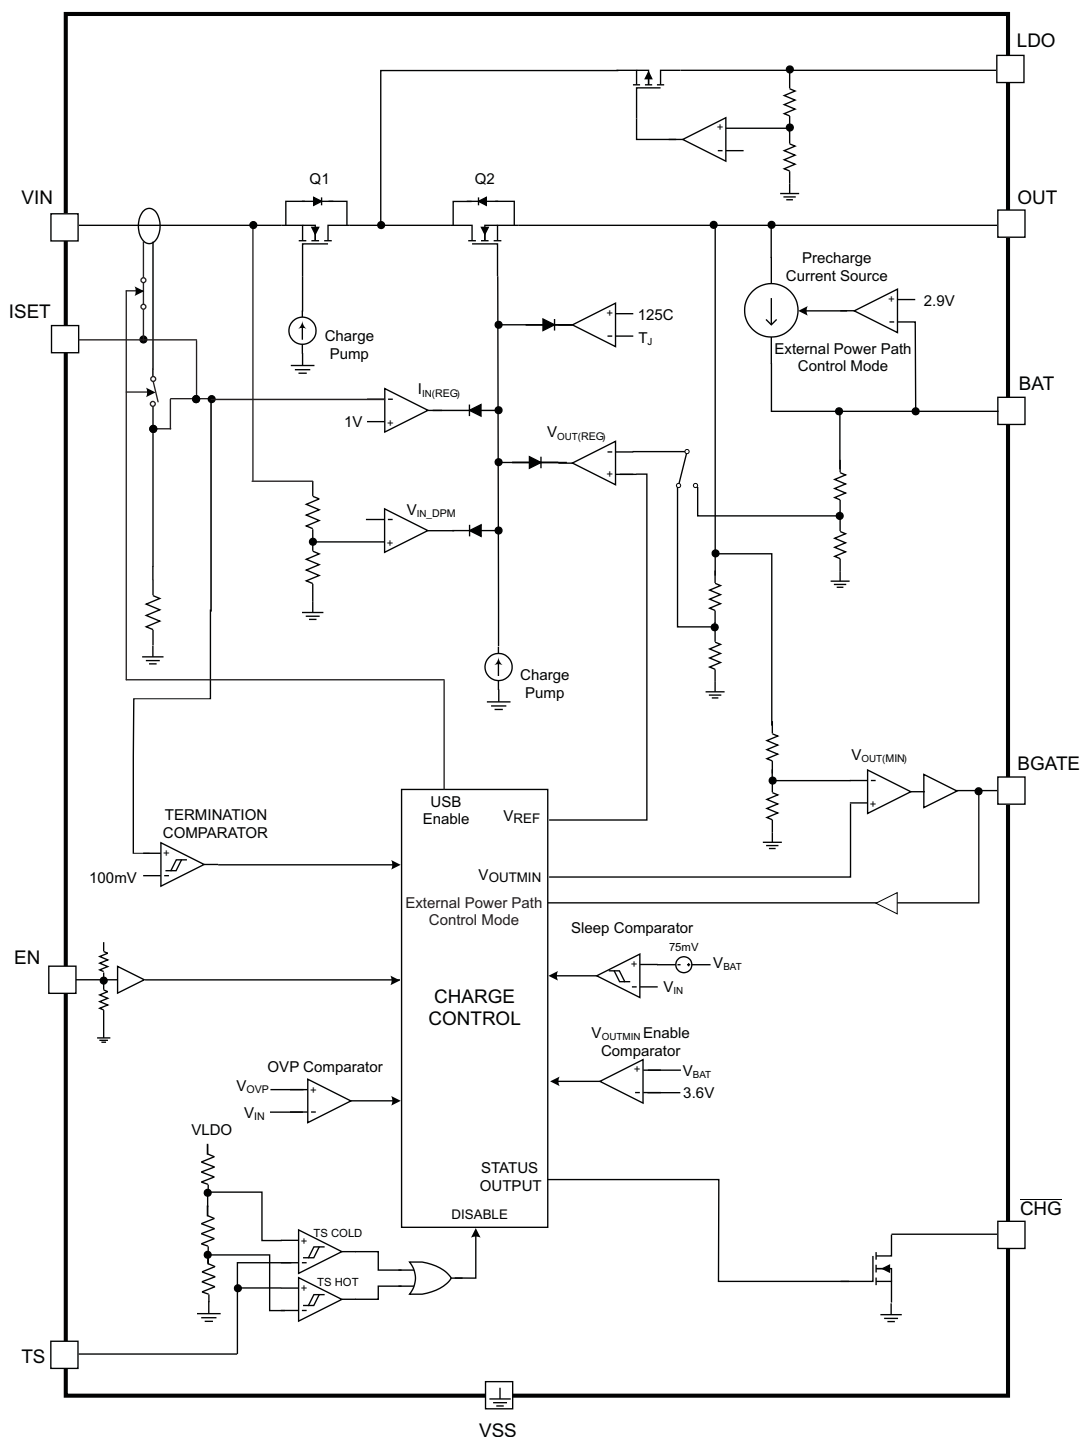 LDO
Q1
Q2
VIN
OUT
Precharge
Current Source
2.9V
ISET
125C
TJ
Charge
Pump
External Power Path
Control Mode
BAT
IIN(REG)
1V
VOUT(REG)
VIN_DPM
Charge
Pump
VOUT(MIN)
BGATE
USB
Enable
VREF
TERMINATION
COMPARATOR
100mV
VOUTMIN
External Power Path
Control Mode
Sleep Comparator
75mV
VBAT
VIN
EN
CHARGE
CONTROL
VOUTMIN Enable
Comparator
VBAT
3.6V
OVP Comparator
VOVP
VIN
VLDO
STATUS
OUTPUT
DISABLE
CHG
TS COLD
TS HOT
TS
VSS